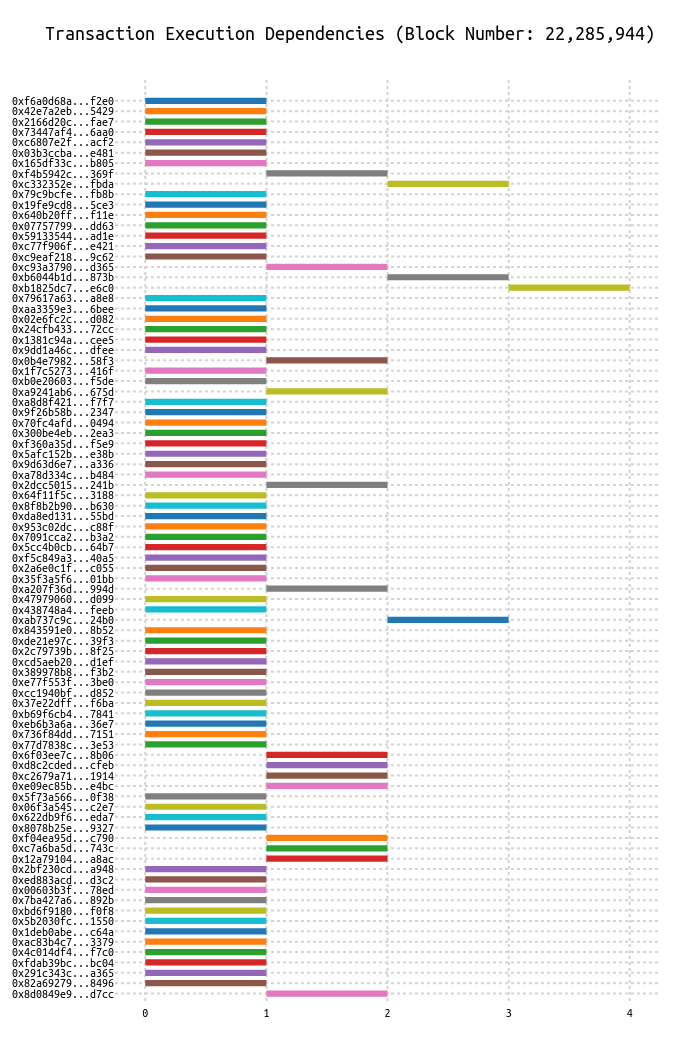 Transaction Execution Dependencies (Block Number: 22,285,944)
0xf6a0d68a...f2e0
0x42e7a2eb...5429
0x2166d20c...fae7
0x73447af4...6aa0
0xc6807e2f...acf2
0x03b3ccba...e481
0x165df33c...b805
0xf4b5942c...369f
0xc332352e...fbda
0x79c9bcfe...fb8b
0x19fe9cd8...5ce3
0x640b20ff...f11e
0x07757799...dd63
0x59133544...ad1e
0xc77f906f...e421
0xc9eaf218...9c62
0xc93a3790...d365
0xb6044b1d...873b
0xb1825dc7...e6c0
0x79617a63...a8e8
0xaa3359e3...6bee
0x02e6fc2c...d082
0x24cfb433...72cc
0x1381c94a...cee5
0x9dd1a46c...dfee
0x0b4e7982...58f3
0x1f7c5273...416f
0xb0e20603...f5de
0xa9241ab6...675d
0xa8d8f421...f7f7
0x9f26b58b...2347
0x70fc4afd...0494
0x300be4eb...2ea3
0xf360a35d...f5e9
0x5afc152b...e38b
0x9d63d6e7...a336
0xa78d334c...b484
0x2dcc5015...241b
0x64f11f5c...3188
0x8f8b2b90...b630
0xda8ed131...55bd
0x953c02dc...c88f
0x7091cca2...b3a2
0x5cc4b0cb...64b7
0xf5c849a3...40a5
0x2a6e0c1f...c055
0x35f3a5f6...01bb
0xa207f36d...994d
0x47979060...d099
0x438748a4...feeb
0xab737c9c...24b0
0x843591e0...8b52
0xde21e97c...39f3
0x2c79739b...8f25
0xcd5aeb20...d1ef
0x389978b8...f3b2
0xe77f553f...3be0
0xcc1940bf...d852
0x37e22dff...f6ba
0xb69f6cb4...7841
0xeb6b3a6a...36e7
0x736f84dd...7151
0x77d7838c...3e53
0x6f03ee7c...8b06
0xd8c2cded...cfeb
0xc2679a71...1914
0xe09ec85b...e4bc
0x5f73a566...0f38
0x06f3a545...c2e7
0x622db9f6...eda7
0x8078b25e...9327
0xf04ea95d...c790
0xc7a6ba5d...743c
0x12a79104...a8ac
0x2bf230cd...a948
0xed883acd...d3c2
0x00603b3f...78ed
0x7ba427a6...892b
0xbd6f9180...f0f8
0x5b2030fc...1550
0x1deb0abe...c64a
0xac83b4c7...3379
0x4c014df4...f7c0
0xfdab39bc...bc04
0x291c343c...a365
0x82a69279...8496
0x8d0849e9...d7cc
0 1 2 3 4